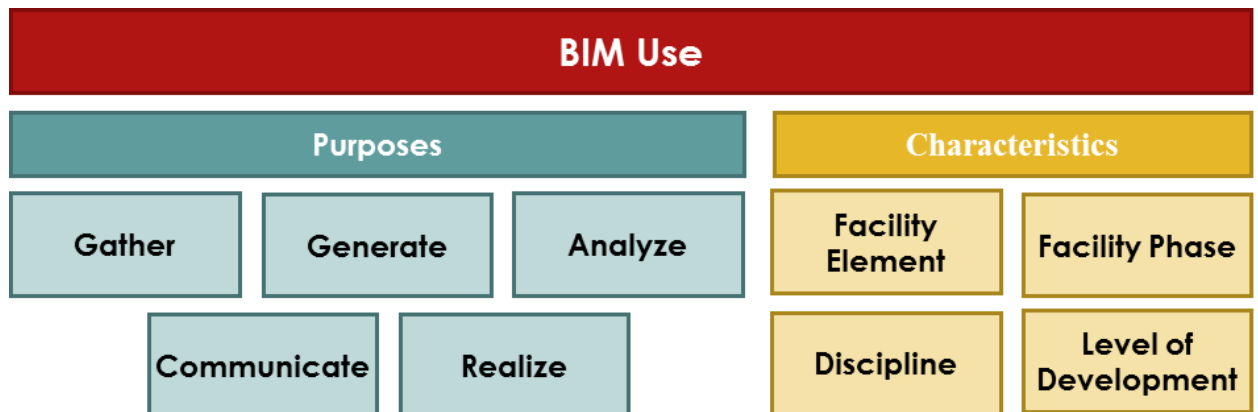 BIM Use
Purposes
Characteristics
Gather
Generate
Analyze
Facility
Element
Facility Phase
Communicate
Realize
Discipline
Level of
Development